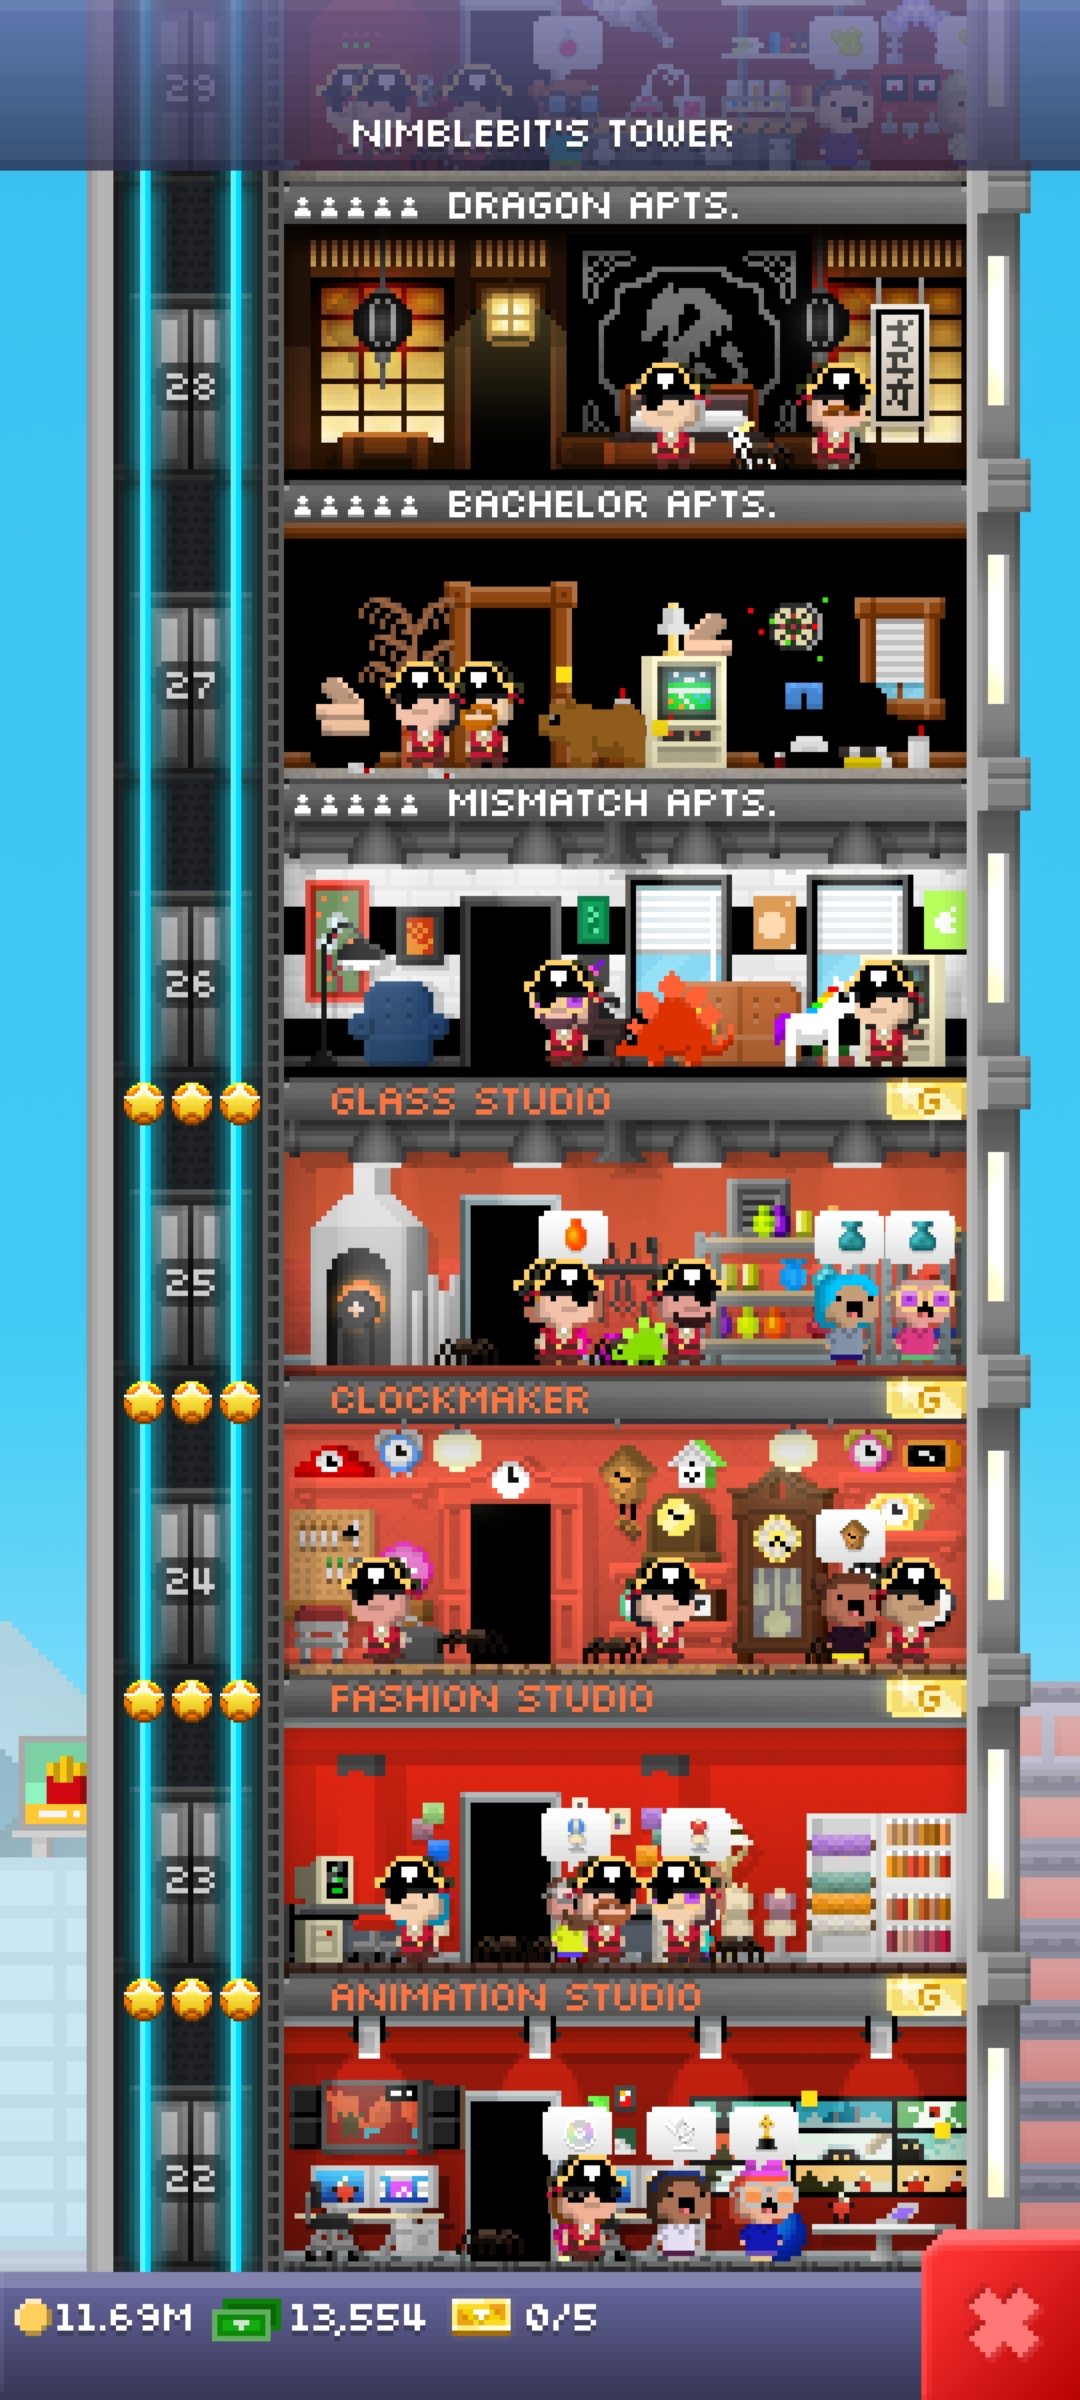 29
NIMBLEBIT'S TOWER
DRAGON APTS.
28
BACHELOR APTS.
27
MISMATCH APTS.
26
GLASS STUDIO G
25
CLOCKMAKER G
24
FASHION STUDIO G
23
ANIMATION STUDIO G
22
11.69M 13,554 0/5